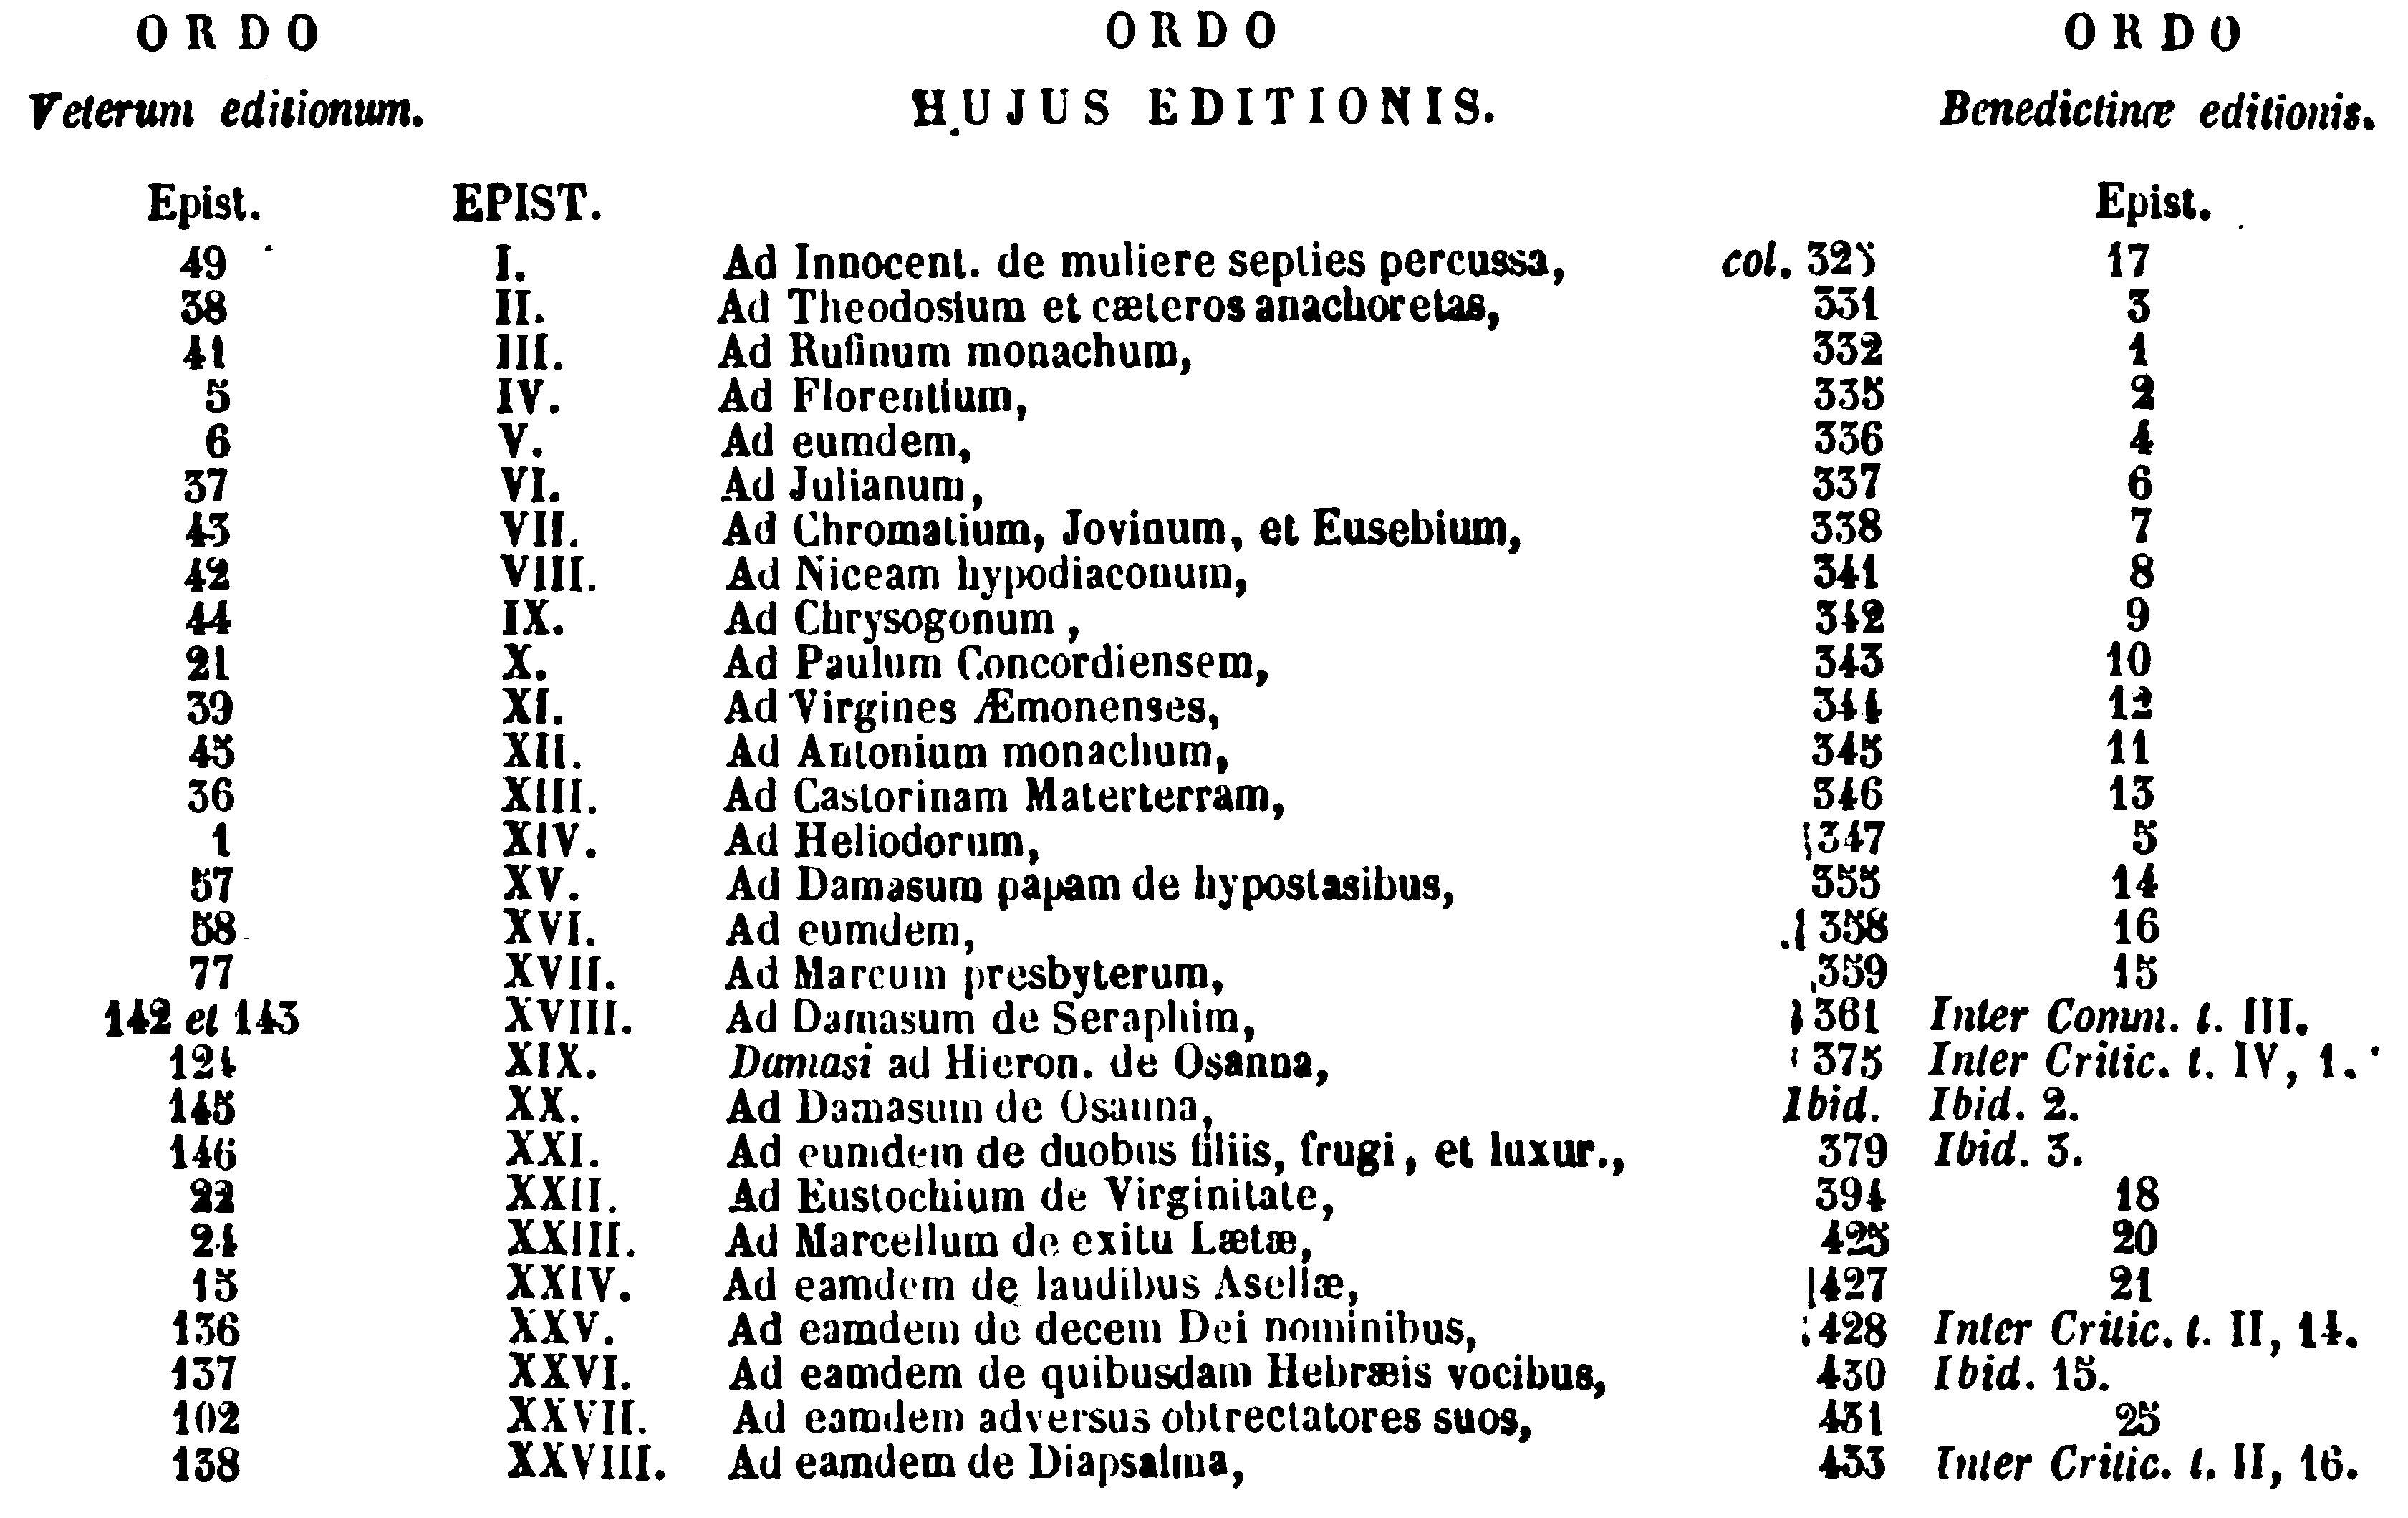 ORDO ORDO ORDO
Veterum editionum. HUJUS EDITIONIS. Benedictinæ editionis.
Epist. EPIST. Epist.
49 I. Ad Innocent. de muliere septies percussa, col. 325 17
38 II. Ad Theodosium et cæteros anachoretas, 331 3
41 III. Ad Rufinum monachum, 332 1
5 IV. Ad Florentium, 335 2
6 V. Ad eumdem, 336 4
37 VI. Ad Julianum, 337 6
43 VII. Ad Chromatium, Jovinum, et Eusebium, 338 7
42 VIII. Ad Niceam hypodiaconum, 341 8
44 IX. Ad Chrysogonum, 342 9
21 X. Ad Paulum Concordiensem, 343 10
39 XI. Ad Virgines Æmonenses, 344 12
45 XII. Ad Antonium monachum, 345 11
36 XIII. Ad Castorinam Materterram, 346 13
1 XIV. Ad Heliodorum, 347 5
57 XV. Ad Damasum papam de hypostasibus, 355 14
58 XVI. Ad eumdem, 358 16
77 XVII. Ad Marcum presbyterum, 359 15
142 et 143 XVIII. Ad Damasum de Seraphim, 361 Inter Comm. t. III.
124 XIX. Damasi ad Hieron. de Osanna, 375 Inter Critic. t. IV, 1.
145 XX. Ad Damasum de Osanna, Ibid. Ibid. 2.
146 XXI. Ad eumdem de duobus filiis, frugi, et luxur., 379 Ibid. 3.
22 XXII. Ad Eustochium de Virginitate, 394 18
24 XXIII. Ad Marcellum de exitu Lætæ, 425 20
15 XXIV. Ad eamdem de laudibus Asellæ, 427 21
136 XXV. Ad eamdem de decem Dei nominibus, 428 Inter Critic. t. II, 14.
137 XXVI. Ad eamdem de quibusdam Hebræis vocibus, 430 Ibid. 15.
102 XXVII. Ad eamdem adversus obtrectatores suos, 431 25
138 XXVIII. Ad eamdem de Diapsalma, 433 Inter Critic. t. II, 16.